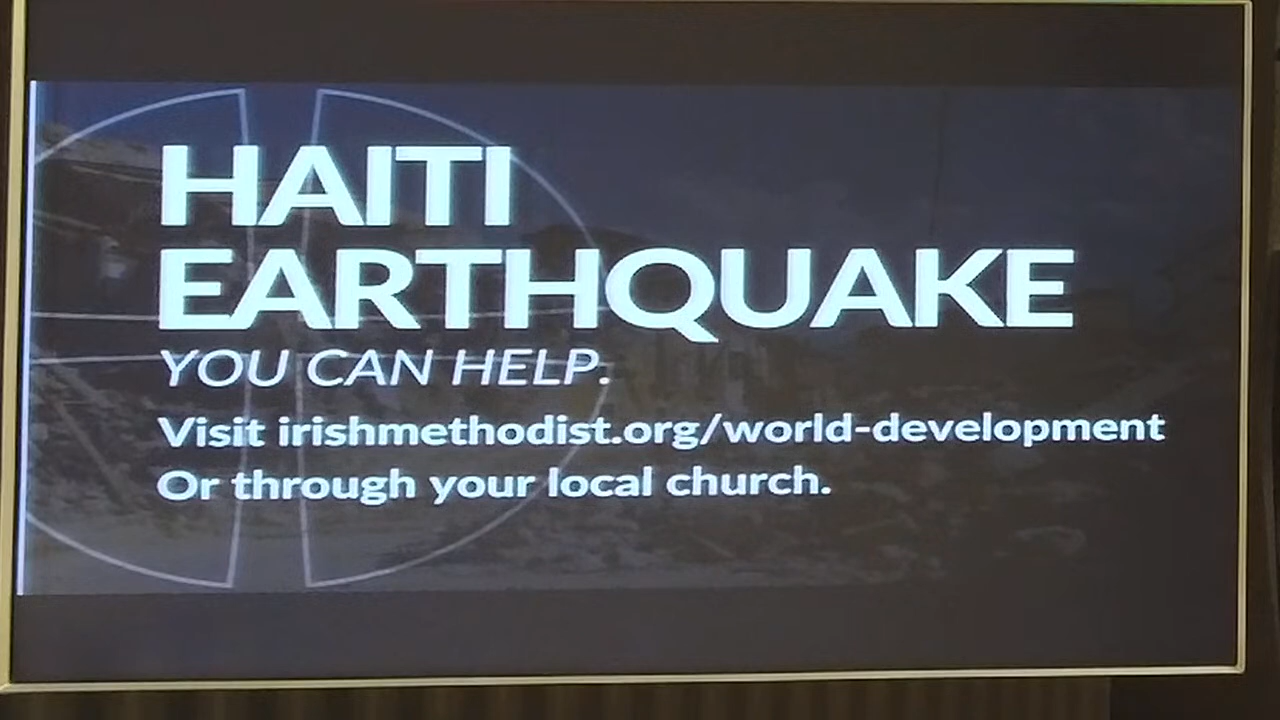 HAITI
EARTHQUAKE
YOU CAN HELP.
Visit irishmethodist.org/world-development
Or through your local church.